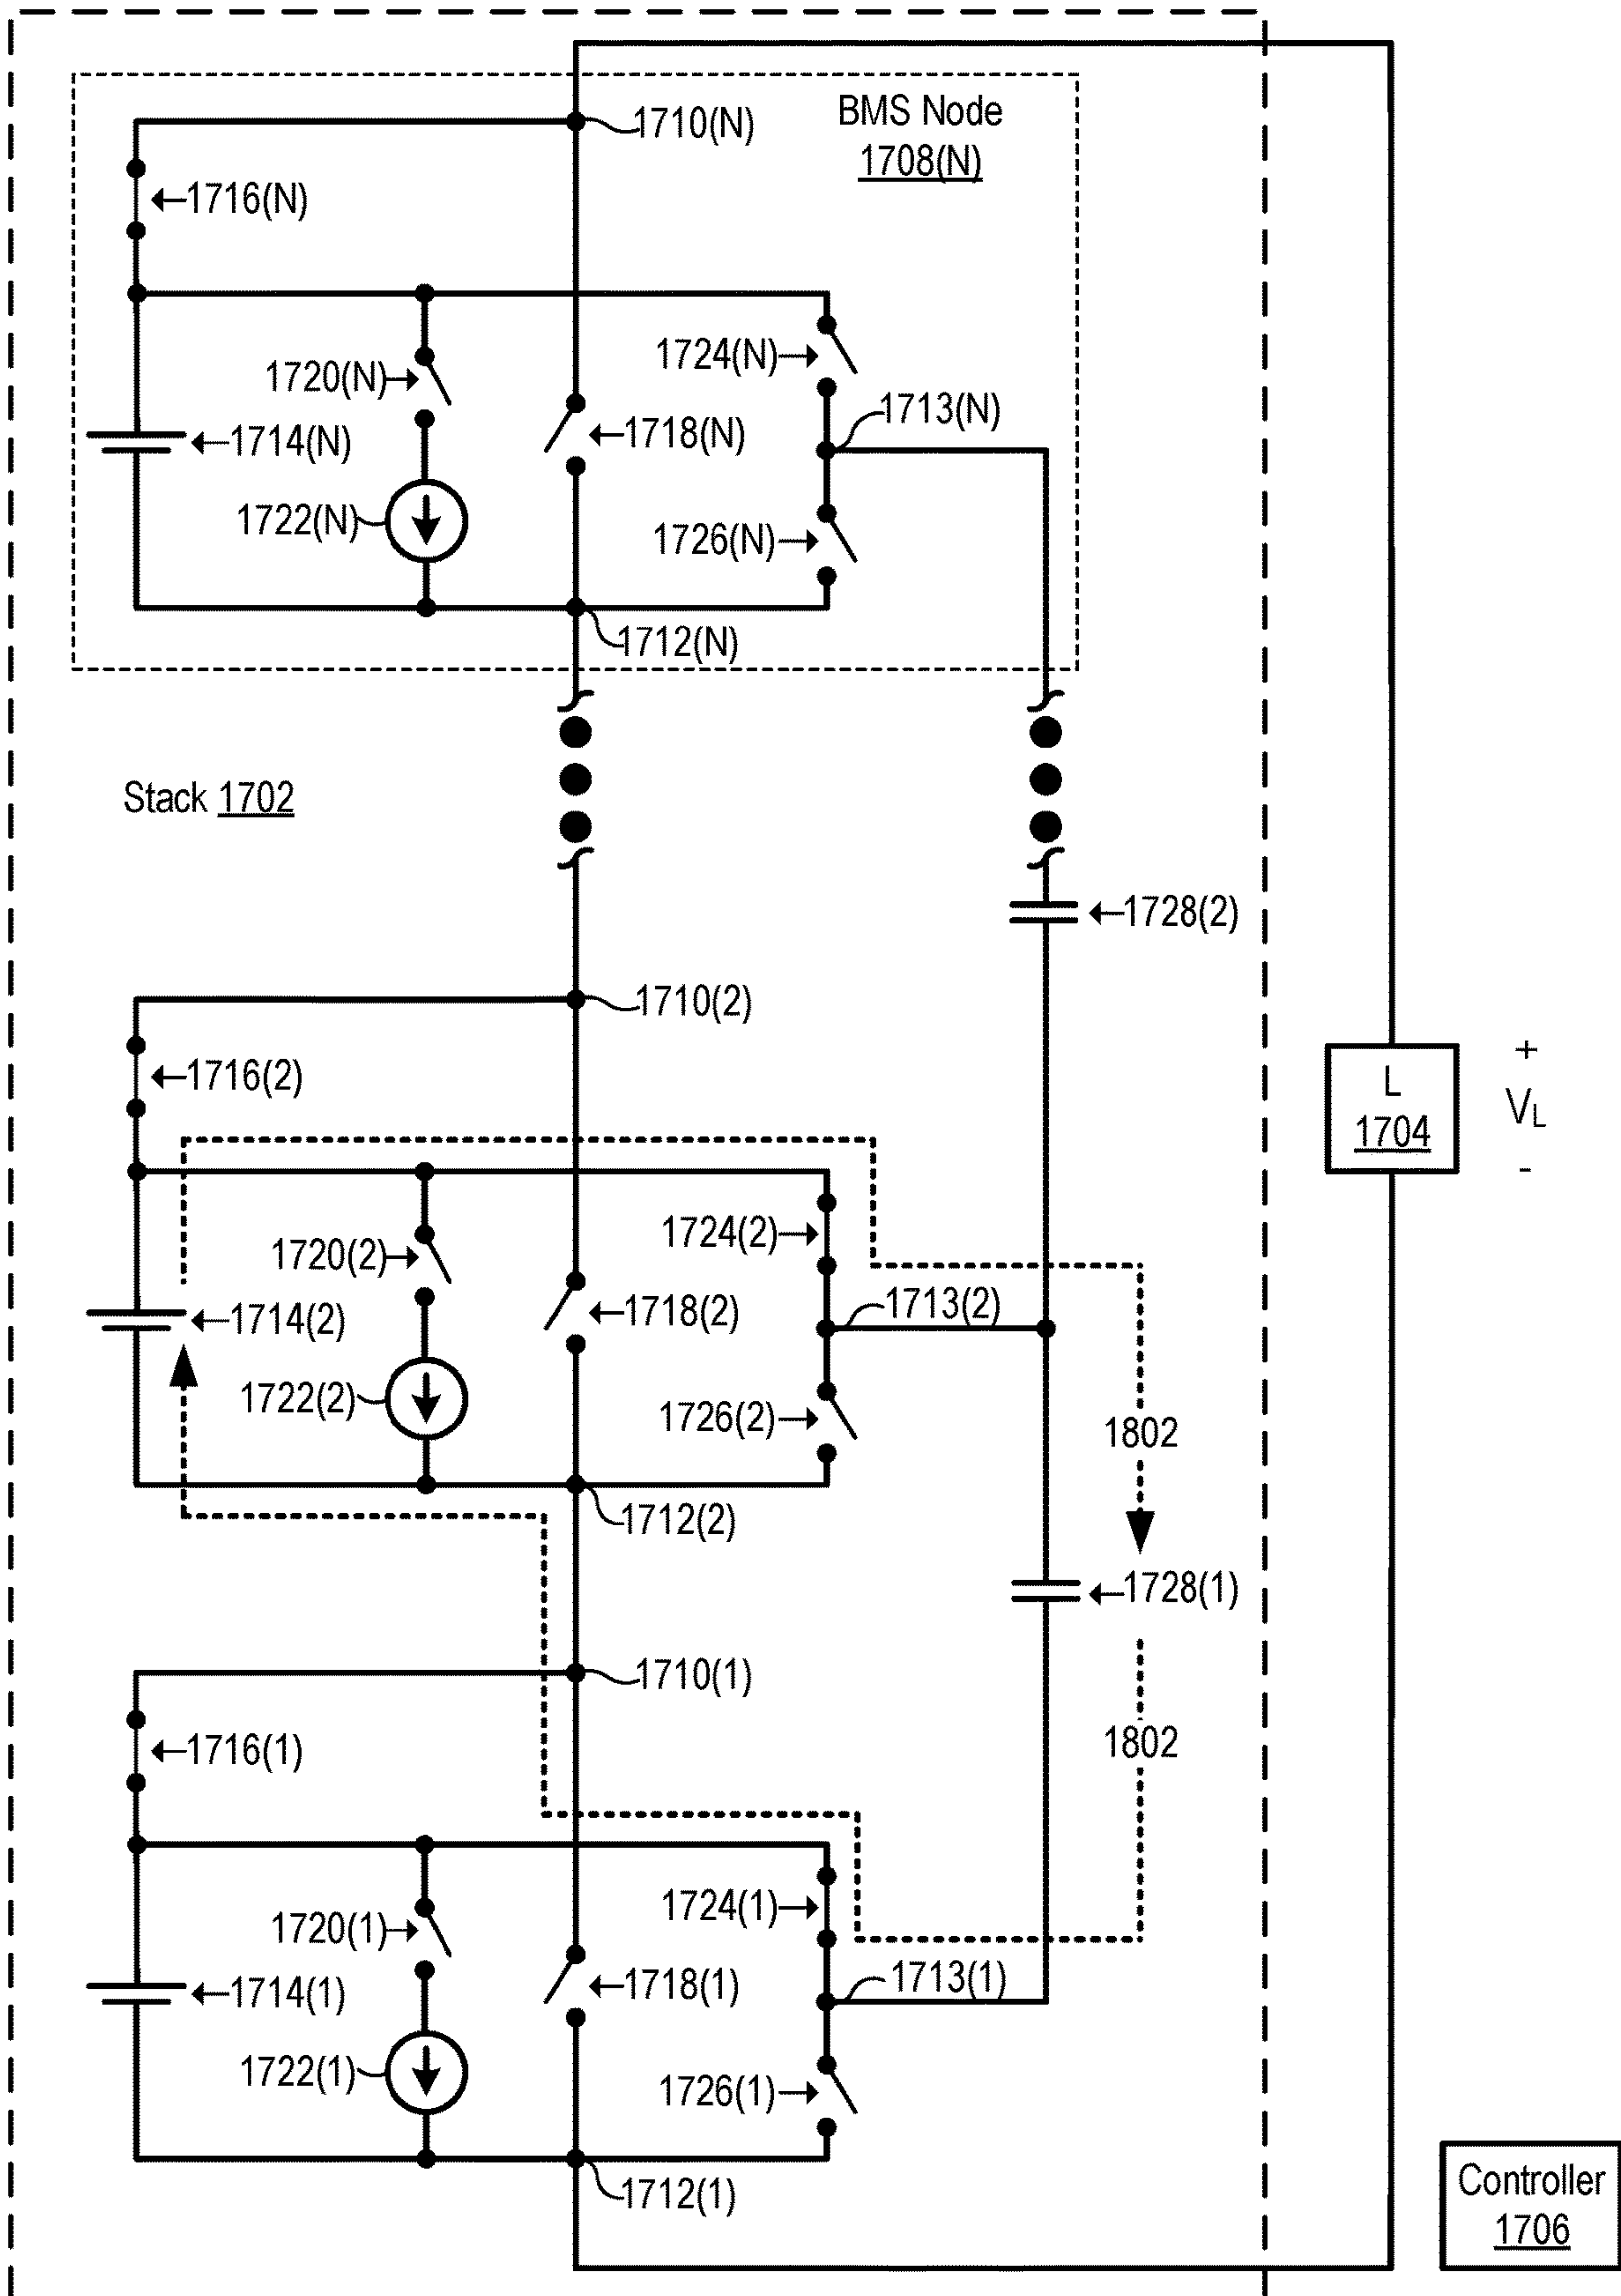 1710(N)
BMS Node
1708(N)
1716(N)
1720(N)
1724(N)
1713(N)
1714(N)
1718(N)
1722(N)
1726(N)
1712(N)
Stack 1702
1728(2)
1710(2)
1716(2)
L
1704
+
VL
-
1720(2)
1724(2)
1714(2)
1718(2)
1713(2)
1722(2)
1726(2)
1802
1712(2)
1728(1)
1710(1)
1716(1)
1802
1720(1)
1724(1)
1714(1)
1718(1)
1713(1)
1722(1)
1726(1)
1712(1)
Controller
1706